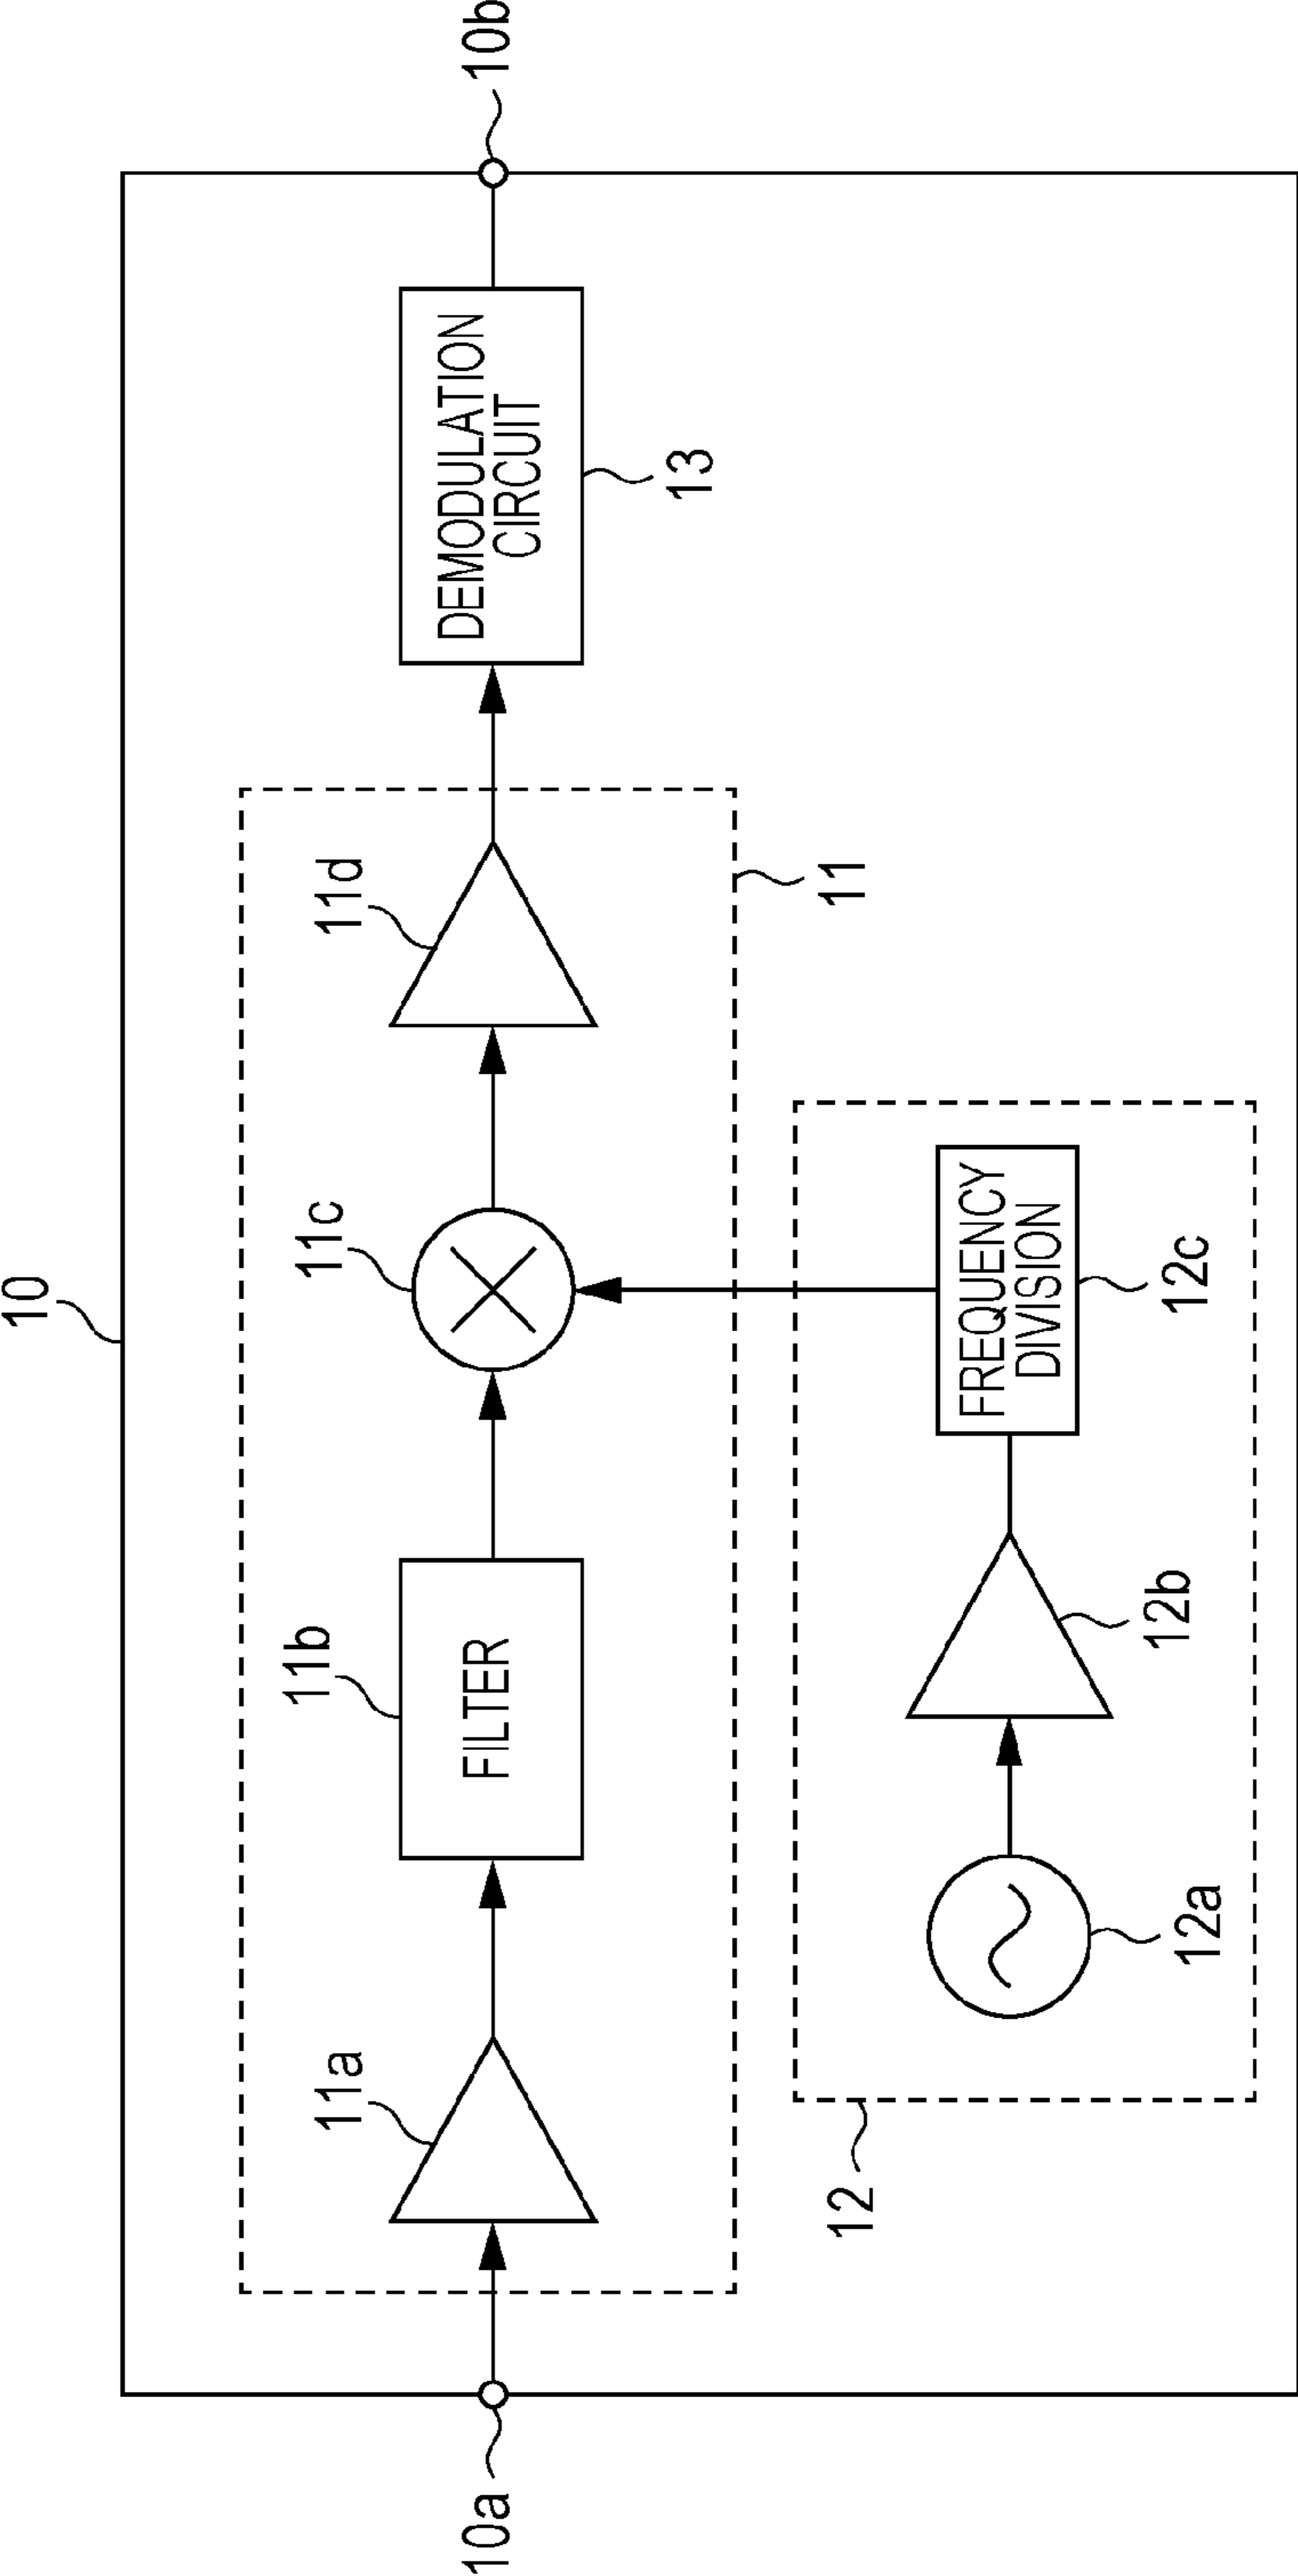 10
11a
11b
11c
11d
10a
FILTER
DEMODULATION
CIRCUIT
10b
13
11
12
FREQUENCY
DIVISION
12a
12b
12c